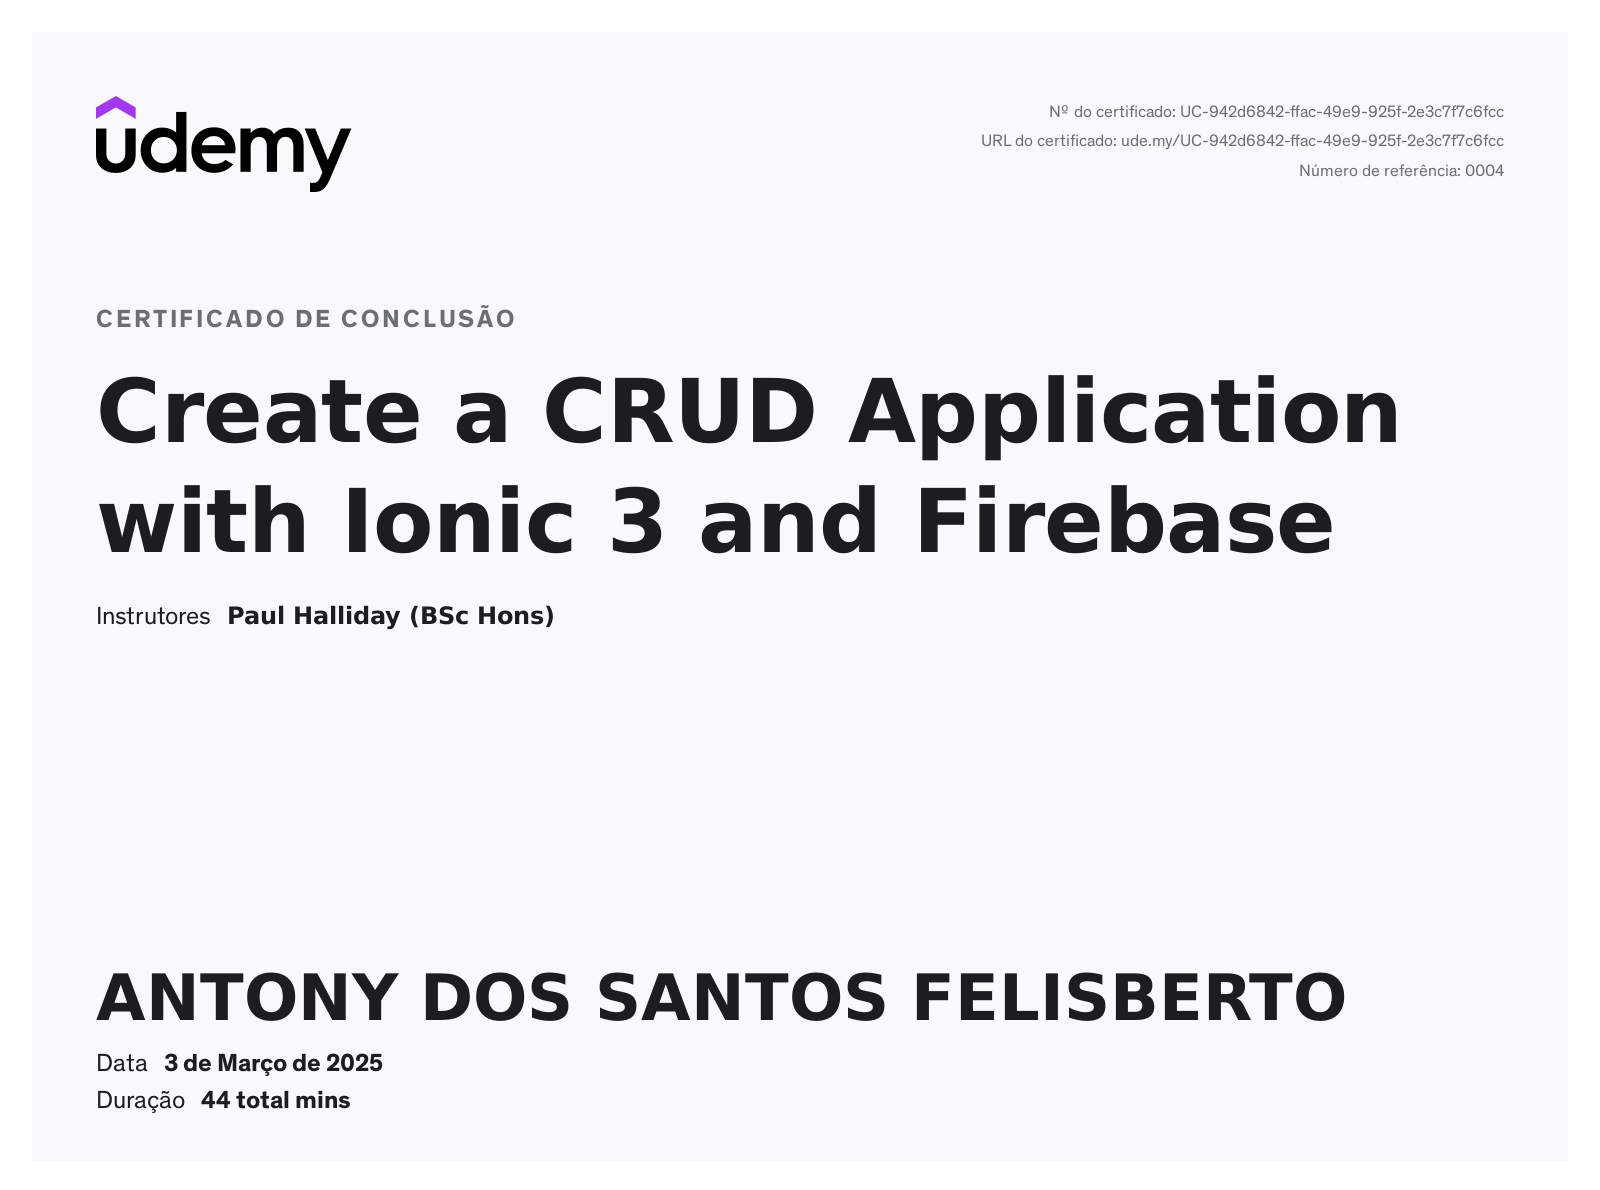 udemy
Nº do certificado: UC-942d6842-ffac-49e9-925f-2e3c7f7c6fcc
URL do certificado: ude.my/UC-942d6842-ffac-49e9-925f-2e3c7f7c6fcc
Número de referência: 0004
CERTIFICADO DE CONCLUSÃO
Create a CRUD Application
with Ionic 3 and Firebase
Instrutores Paul Halliday (BSc Hons)
ANTONY DOS SANTOS FELISBERTO
Data 3 de Março de 2025
Duração 44 total mins